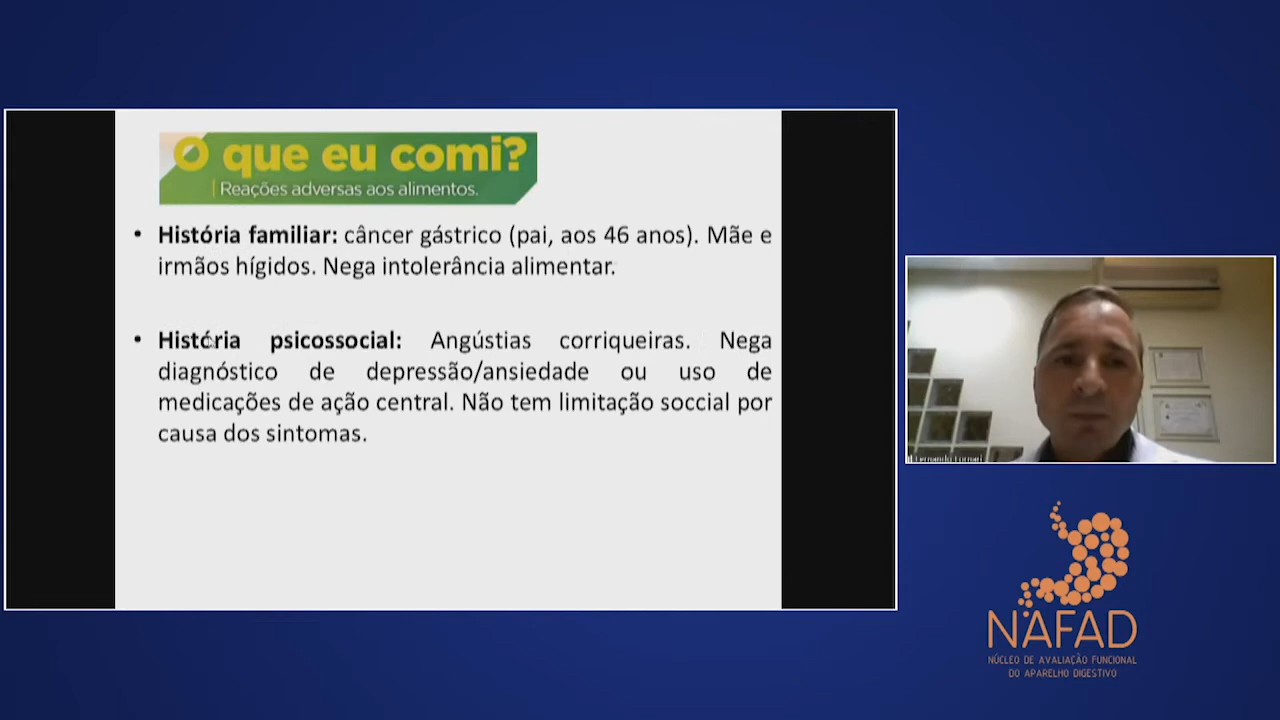 O que eu comi?
Reações adversas aos alimentos.
• História familiar: câncer gástrico (pai, aos 46 anos). Mãe e
irmãos hígidos. Nega intolerância alimentar.
• História psicossocial: Angústias corriqueiras. Nega
diagnóstico de depressão/ansiedade ou uso de
medicações de ação central. Não tem limitação soccial por
causa dos sintomas.
Fernando Fornari
NAFAD
NÚCLEO DE AVALIAÇÃO FUNCIONAL
DO APARELHO DIGESTIVO